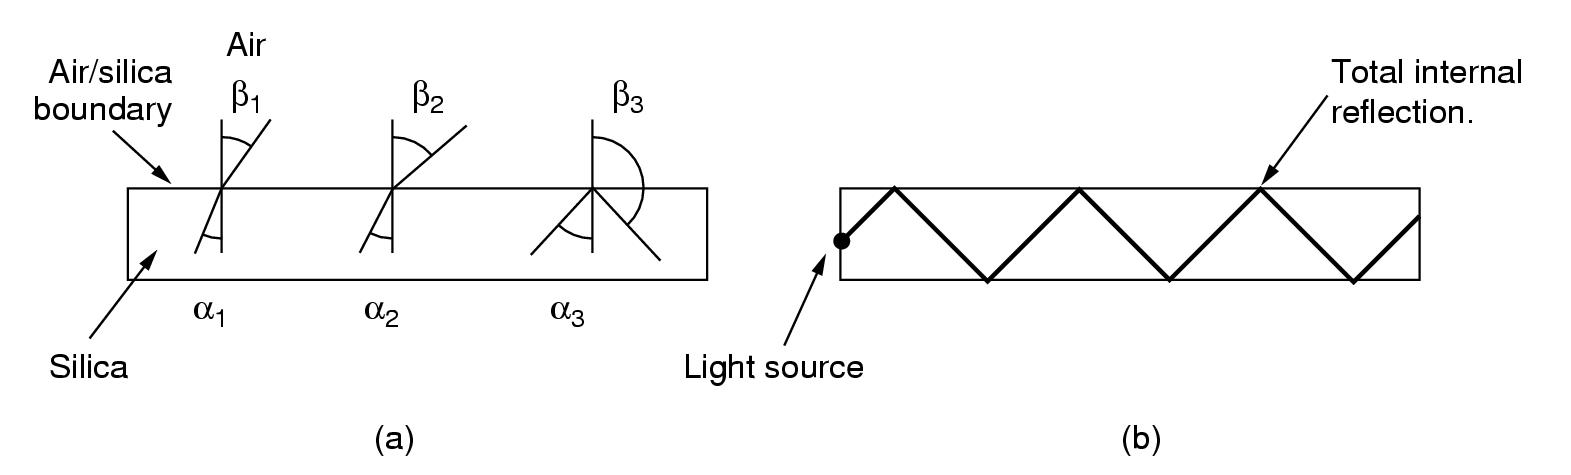 Air
Air/silica
boundary
β1
β2
β3
α1
α2
α3
Silica
(a)
Total internal
reflection.
Light source
(b)